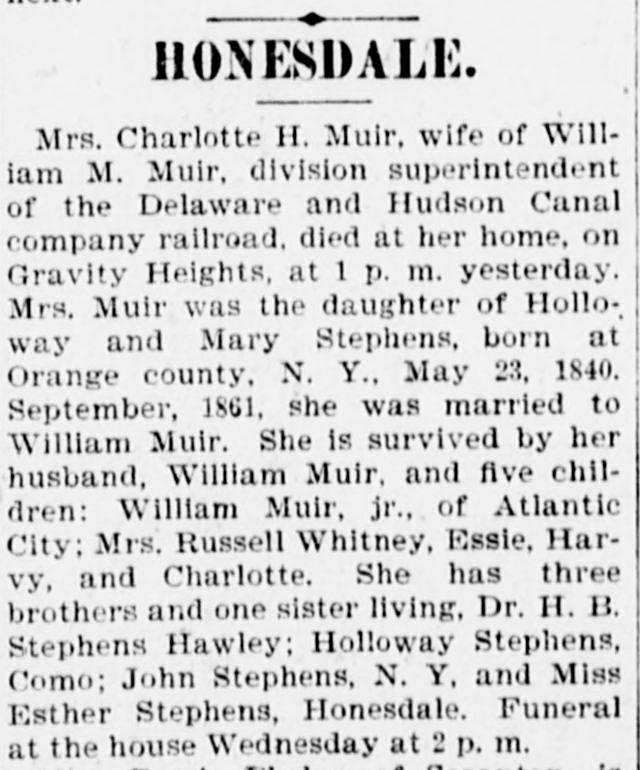 HONESDALE.
Mrs. Charlotte H. Muir, wife of Will-
iam M. Muir, division superintendent
of the Delaware and Hudson Canal
company railroad, died at her home, on
Gravity Heights, at 1 p. m. yesterday.
Mrs. Muir was the daughter of Hollo-
way and Mary Stephens, born at
Orange county, N. Y., May 23, 1840.
September, 1861, she was married to
William Muir. She is survived by her
husband, William Muir, and five chil-
dren: William Muir, jr., of Atlantic
City; Mrs. Russell Whitney, Essie, Har-
vy, and Charlotte. She has three
brothers and one sister living, Dr. H. B.
Stephens Hawley; Holloway Stephens,
Como; John Stephens, N. Y, and Miss
Esther Stephens, Honesdale. Funeral
at the house Wednesday at 2 p. m.